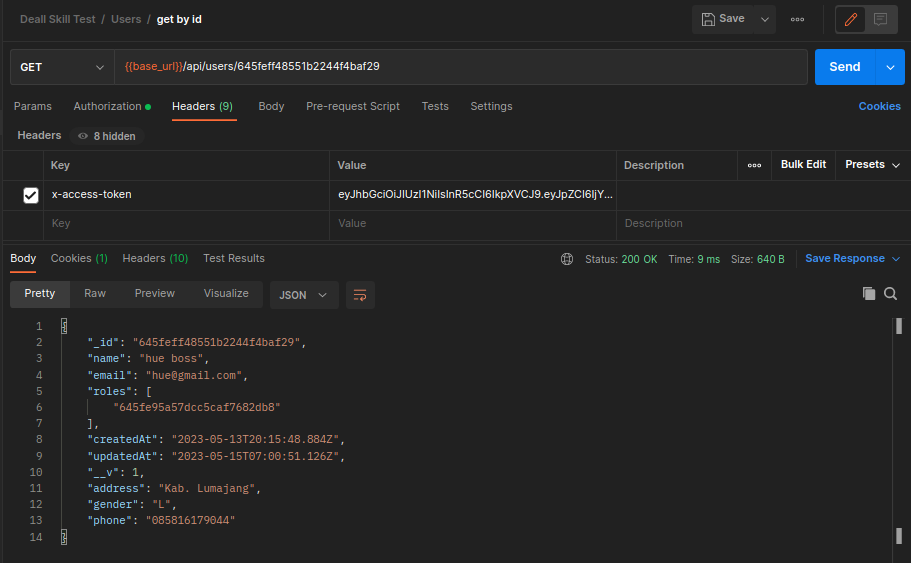 Deall Skill Test / Users / get by id
Save
GET {{base_url}}/api/users/645feff48551b2244f4baf29 Send
Params Authorization Headers (9) Body Pre-request Script Tests Settings Cookies
Headers 8 hidden
Key Value Description Bulk Edit Presets
x-access-token eyJhbGciOiJIUzI1NiIsInR5cCI6IkpXVCJ9.eyJpZCI6IjY...
Key Value Description
Body Cookies (1) Headers (10) Test Results Status: 200 OK Time: 9 ms Size: 640 B Save Response
Pretty Raw Preview Visualize JSON
1 {
2 "_id": "645feff48551b2244f4baf29",
3 "name": "hue boss",
4 "email": "hue@gmail.com",
5 "roles": [
6 "645fe95a57dcc5caf7682db8"
7 ],
8 "createdAt": "2023-05-13T20:15:48.884Z",
9 "updatedAt": "2023-05-15T07:00:51.126Z",
10 "__v": 1,
11 "address": "Kab. Lumajang",
12 "gender": "L",
13 "phone": "085816179044"
14 }